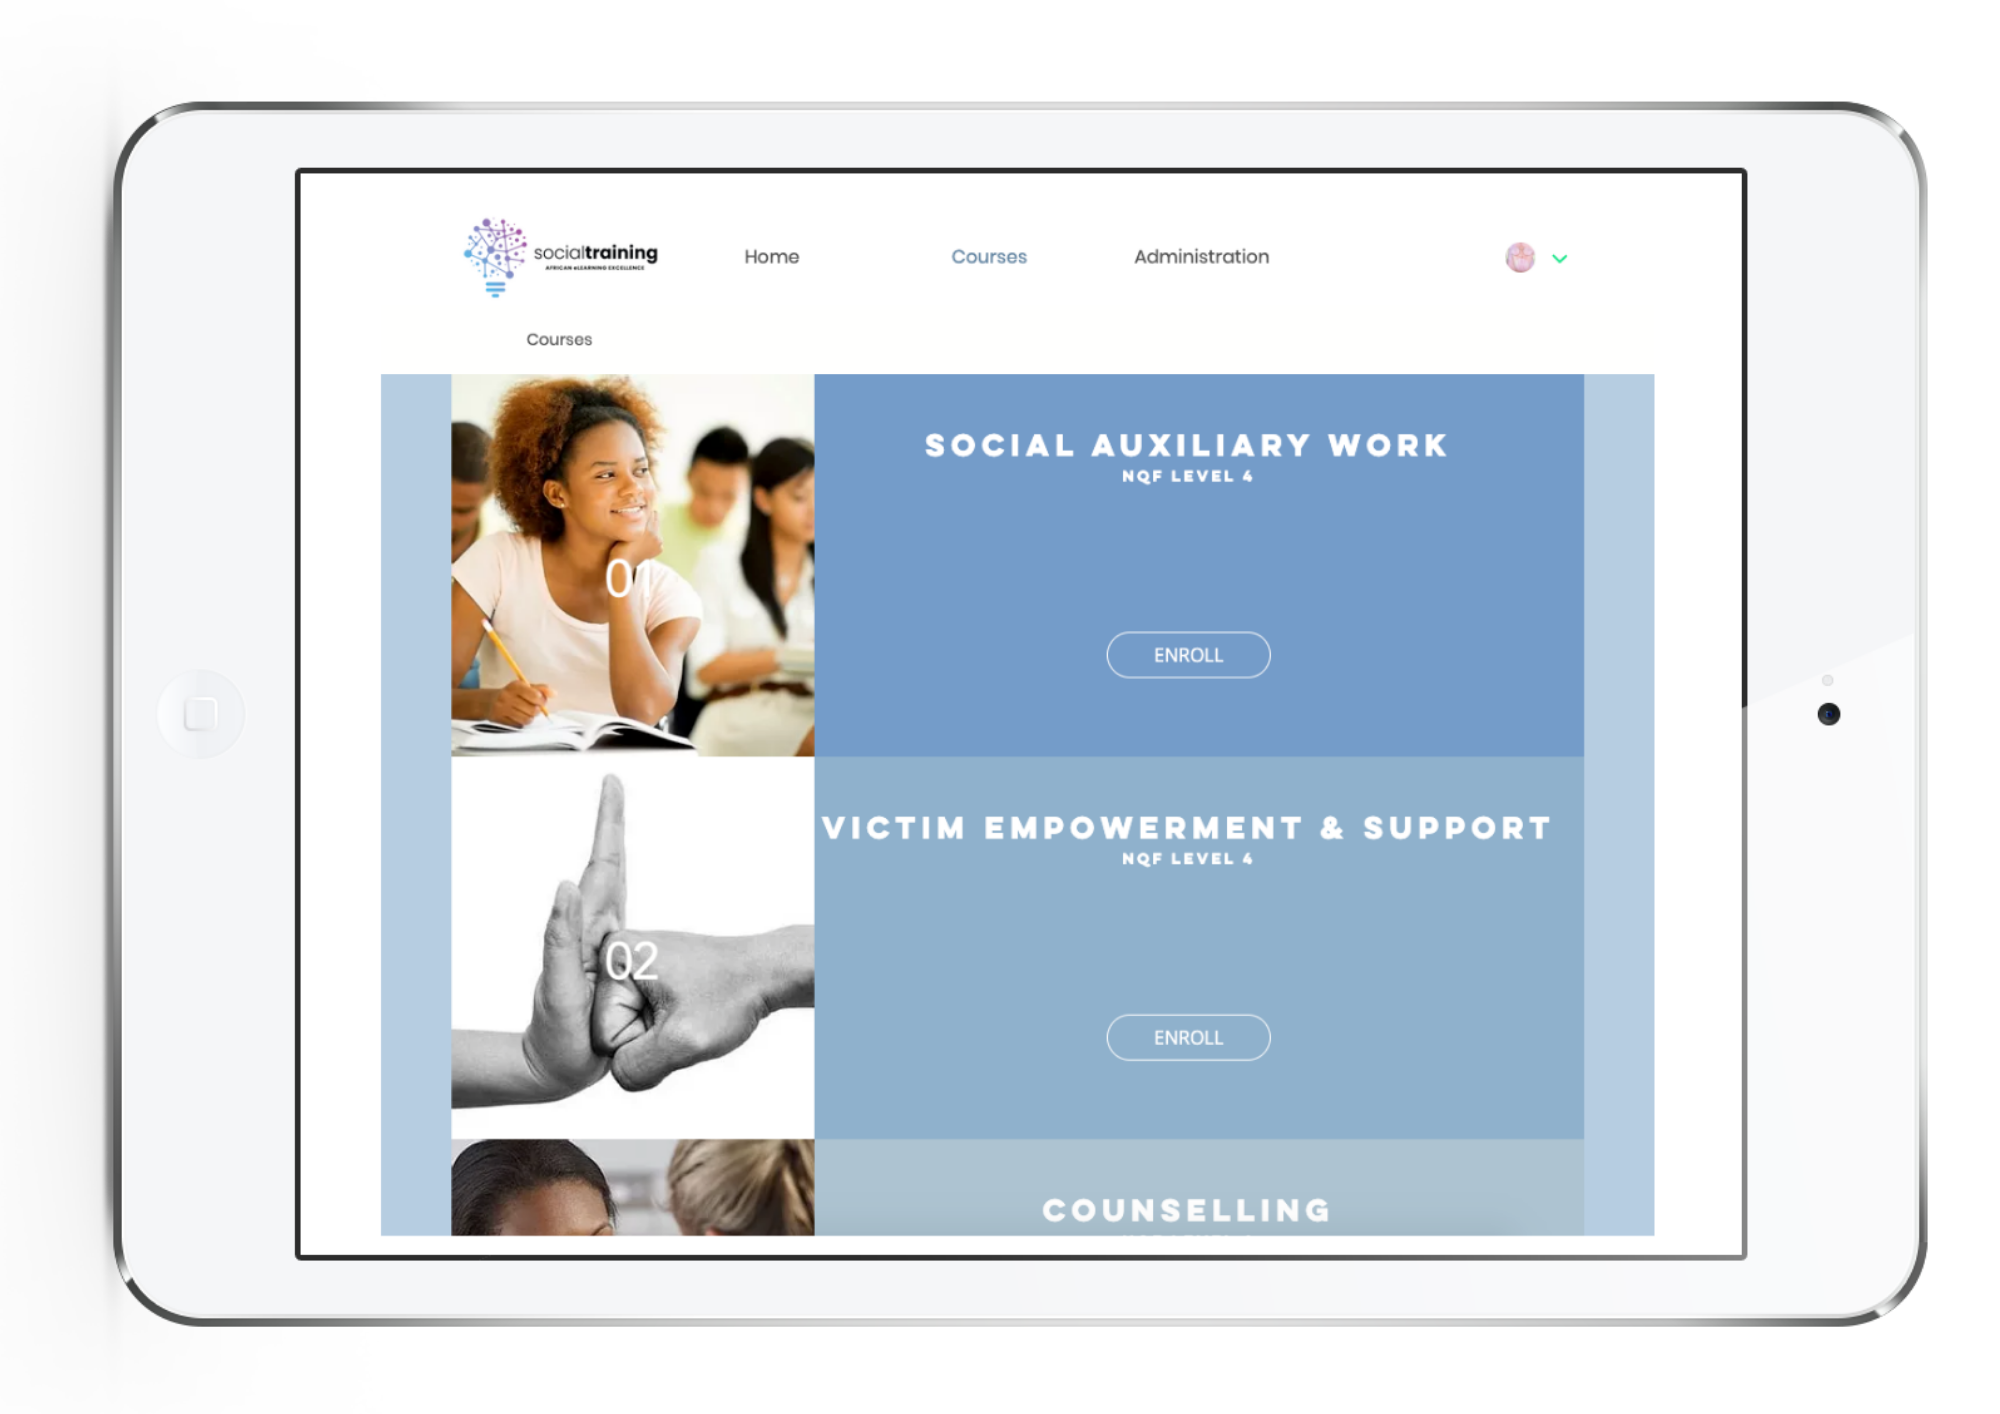 socialtraining
AFRICAN eLEARNING EXCELLENCE
Home
Courses
Administration
Courses
01
SOCIAL AUXILIARY WORK
NQF LEVEL 4
ENROLL
02
VICTIM EMPOWERMENT & SUPPORT
NQF LEVEL 4
ENROLL
COUNSELLING